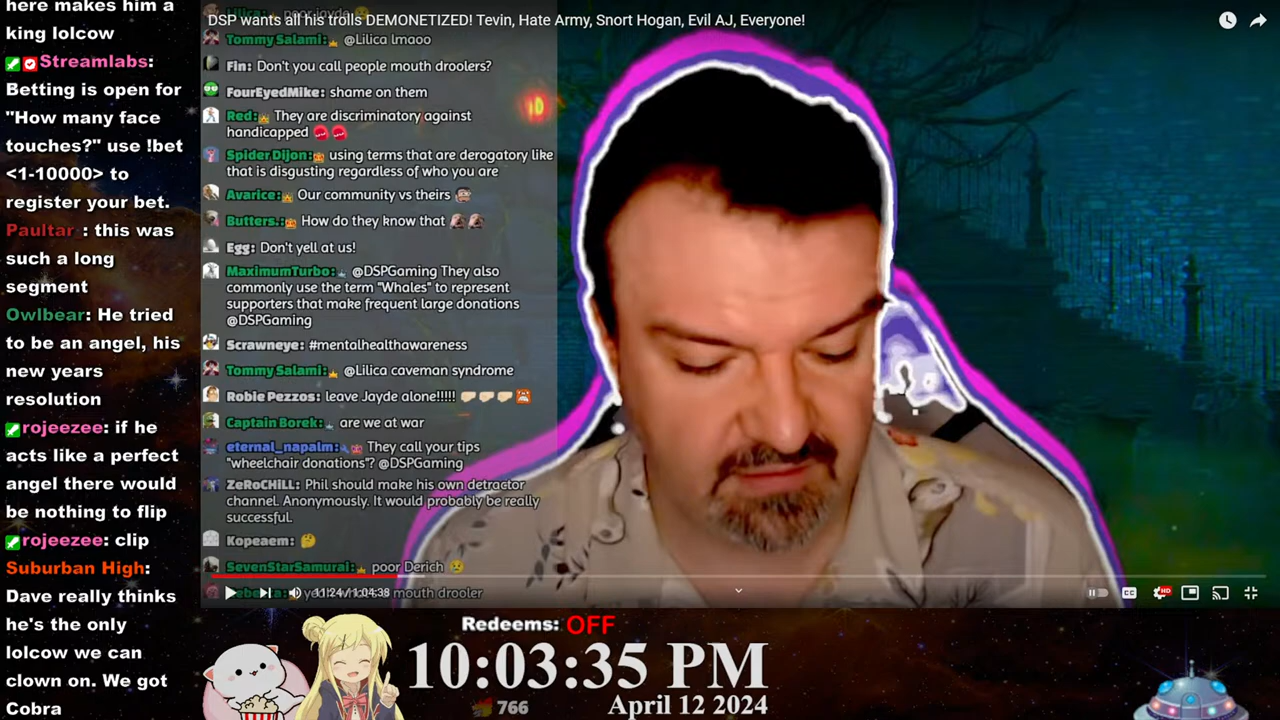 here makes him a
king lolcow
Streamlabs:
Betting is open for
"How many face
touches?" use !bet
<1-10000> to
register your bet.
Paultar : this was
such a long
segment
Owlbear: He tried
to be an angel, his
new years
resolution
rojeezee: if he
acts like a perfect
angel there would
be nothing to flip
rojeezee: clip
Suburban High:
Dave really thinks
he's the only
lolcow we can
clown on. We got
Cobra
DSP wants all his trolls DEMONETIZED! Tevin, Hate Army, Snort Hogan, Evil AJ, Everyone!
Tommy Salami: @Lilica lmaoo
Fin: Don't you call people mouth droolers?
FourEyedMike: shame on them
Red: They are discriminatory against
handicapped
Spider Dijon: using terms that are derogatory like
that is disgusting regardless of who you are
Avarice: Our community vs theirs
Butters.: How do they know that
Egg: Don't yell at us!
MaximumTurbo: @DSPGaming They also
commonly use the term "Whales" to represent
supporters that make frequent large donations
@DSPGaming
Scrawneye: #mentalhealthawareness
Tommy Salami: @Lilica caveman syndrome
Robie Pezzos: leave Jayde alone!!!!!
Captain Borek: are we at war
eternal_napalm: They call your tips
"wheelchair donations"? @DSPGaming
ZeRoCHiLL: Phil should make his own detractor
channel. Anonymously. It would probably be really
successful.
Kopeaem:
SevenStarSamurai: poor Derich
mouth drooler
11:24 / 1:04:38
CC
HD
Redeems: OFF
10:03:35 PM
766
April 12 2024